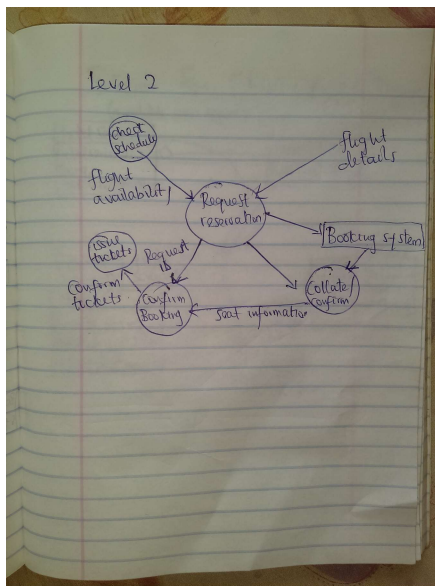 Level 2
check
schedule
flight
details
flight
availability
Request
reservation
Booking system
issue
tickets
Request
is
Conform
tickets
Confirm
Booking
Seat information
Collate/
Confirm